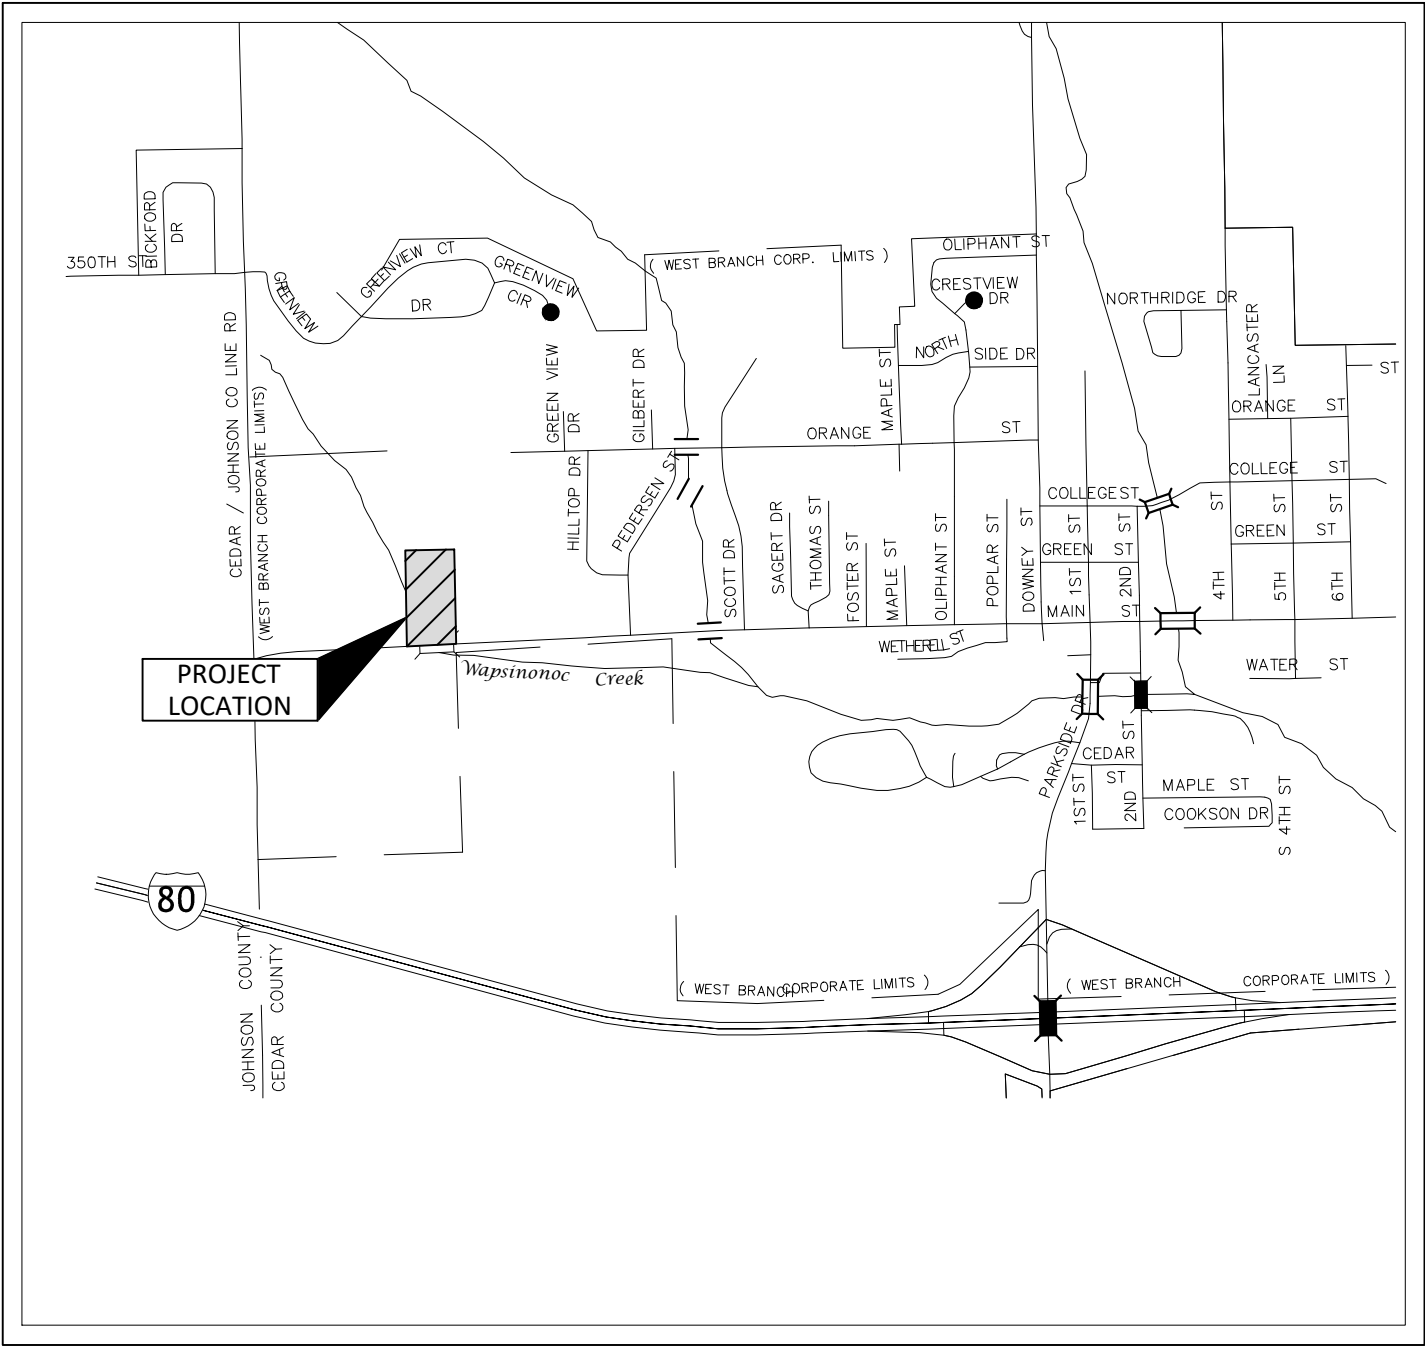 BICKFORD
DR
350TH ST
GREENVIEW
GREENVIEW CT
GREENVIEW
DR
CIR
( WEST BRANCH CORP. LIMITS )
OLIPHANT ST
CRESTVIEW
DR
NORTHRIDGE DR
NORTH
SIDE DR
LANCASTER
LN
ST
CEDAR / JOHNSON CO LINE RD
(WEST BRANCH CORPORATE LIMITS)
GREEN VIEW
DR
GILBERT DR
MAPLE ST
ORANGE ST
ORANGE ST
HILLTOP DR
PEDERSEN ST
SCOTT DR
SAGERT DR
THOMAS ST
FOSTER ST
MAPLE ST
OLIPHANT ST
POPLAR ST
DOWNEY ST
COLLEGE ST
COLLEGE ST
GREEN ST
GREEN ST
1ST ST
2ND ST
4TH ST
5TH ST
6TH ST
MAIN ST
WETHERELL ST
WATER ST
PROJECT
LOCATION
Wapsinonoc Creek
PARKSIDE DR
CEDAR
ST
1ST ST
2ND ST
MAPLE ST
COOKSON DR
S 4TH ST
80
( WEST BRANCH CORPORATE LIMITS )
( WEST BRANCH CORPORATE LIMITS )
JOHNSON COUNTY
CEDAR COUNTY